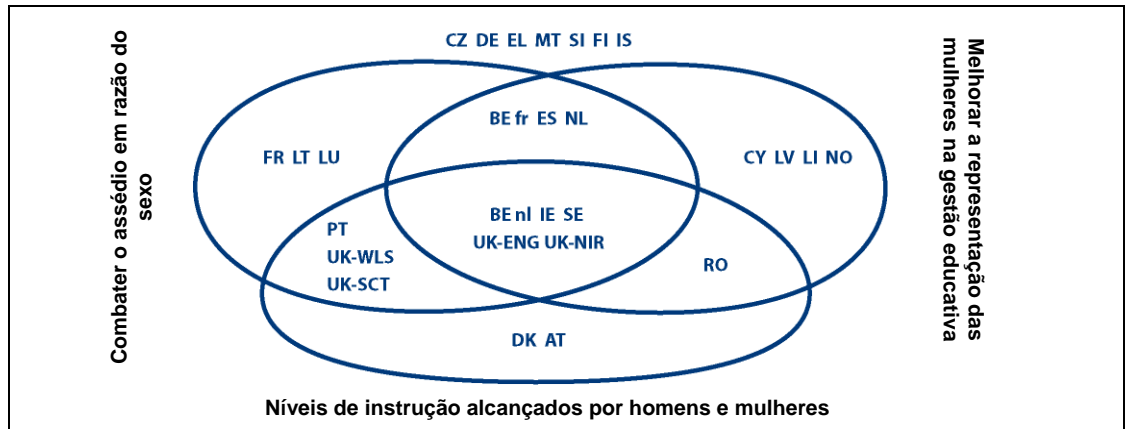 CZ DE EL MT SI FI IS
Combater o assédio em razão do
sexo
Melhorar a representação das
mulheres na gestão educativa
BE fr ES NL
FR LT LU
CY LV LI NO
BE nl IE SE
UK-ENG UK-NIR
PT
UK-WLS
UK-SCT
RO
DK AT
Níveis de instrução alcançados por homens e mulheres